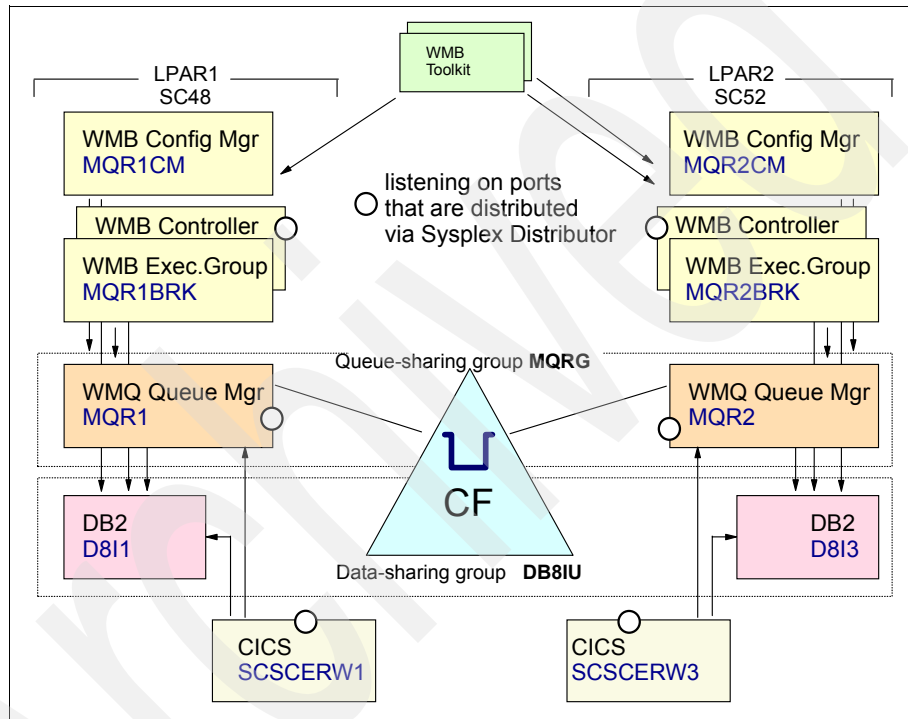 WMB
Toolkit
LPAR1
SC48
LPAR2
SC52
WMB Config Mgr
MQR1CM
WMB Config Mgr
MQR2CM
listening on ports
that are distributed
via Sysplex Distributor
WMB Controller
WMB Exec.Group
MQR1BRK
WMB Controller
WMB Exec.Group
MQR2BRK
Queue-sharing group MQRG
WMQ Queue Mgr
MQR1
WMQ Queue Mgr
MQR2
CF
DB2
D8I1
DB2
D8I3
Data-sharing group DB8IU
CICS
SCSCERW1
CICS
SCSCERW3
Archived